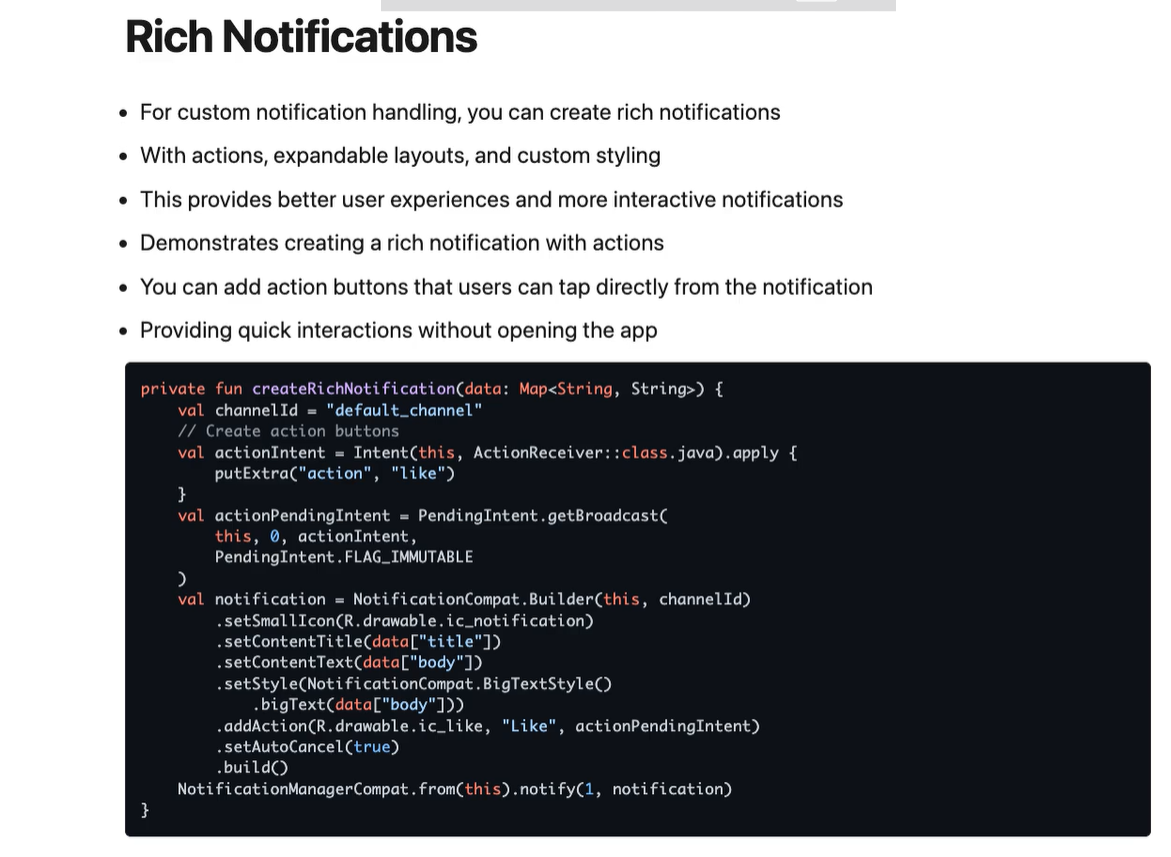 Rich Notifications
For custom notification handling, you can create rich notifications
With actions, expandable layouts, and custom styling
This provides better user experiences and more interactive notifications
Demonstrates creating a rich notification with actions
You can add action buttons that users can tap directly from the notification
Providing quick interactions without opening the app
private fun createRichNotification(data: Map<String, String>) {
    val channelId = "default_channel"
    // Create action buttons
    val actionIntent = Intent(this, ActionReceiver::class.java).apply {
        putExtra("action", "like")
    }
    val actionPendingIntent = PendingIntent.getBroadcast(
        this, 0, actionIntent,
        PendingIntent.FLAG_IMMUTABLE
    )
    val notification = NotificationCompat.Builder(this, channelId)
        .setSmallIcon(R.drawable.ic_notification)
        .setContentTitle(data["title"])
        .setContentText(data["body"])
        .setStyle(NotificationCompat.BigTextStyle()
            .bigText(data["body"]))
        .addAction(R.drawable.ic_like, "Like", actionPendingIntent)
        .setAutoCancel(true)
        .build()
    NotificationManagerCompat.from(this).notify(1, notification)
}